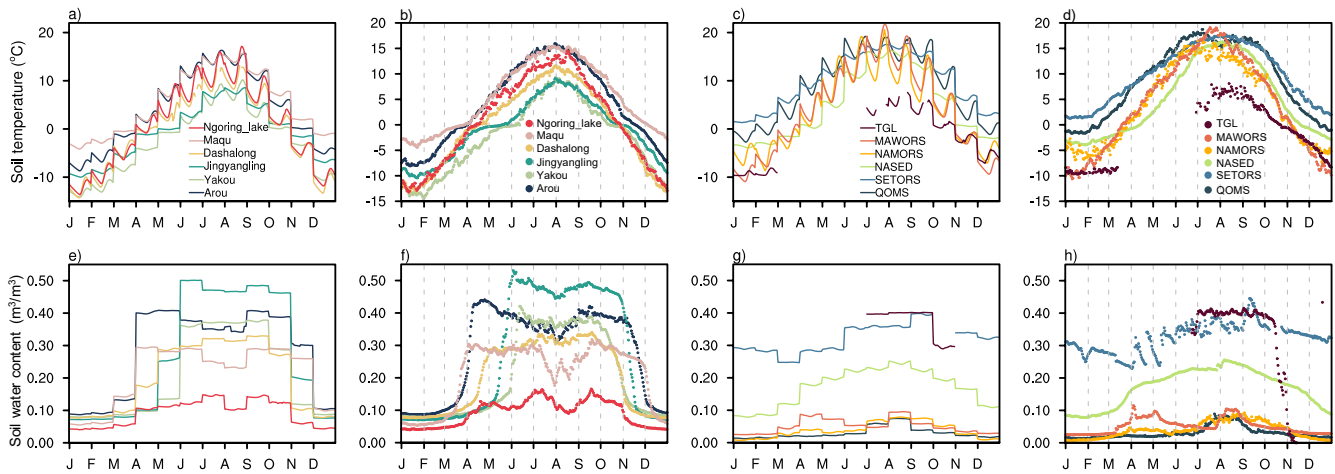 a) b) c) d)
Soil temperature (°C)
20
10
0
-10
Ngoring_lake
Maqu
Dashalong
Jingyangling
Yakou
Arou
J F M A M J J A S O N D
20
15
10
5
0
-5
-10
-15
Ngoring_lake
Maqu
Dashalong
Jingyangling
Yakou
Arou
J F M A M J J A S O N D
20
10
0
-10
TGL
MAWORS
NAMORS
NASED
SETORS
QOMS
J F M A M J J A S O N D
20
15
10
5
0
-5
-10
-15
TGL
MAWORS
NAMORS
NASED
SETORS
QOMS
J F M A M J J A S O N D
e) f) g) h)
Soil water content (m³/m³)
0.50
0.40
0.30
0.20
0.10
0.00
J F M A M J J A S O N D
0.50
0.40
0.30
0.20
0.10
0.00
J F M A M J J A S O N D
0.50
0.40
0.30
0.20
0.10
0.00
J F M A M J J A S O N D
0.50
0.40
0.30
0.20
0.10
0.00
J F M A M J J A S O N D